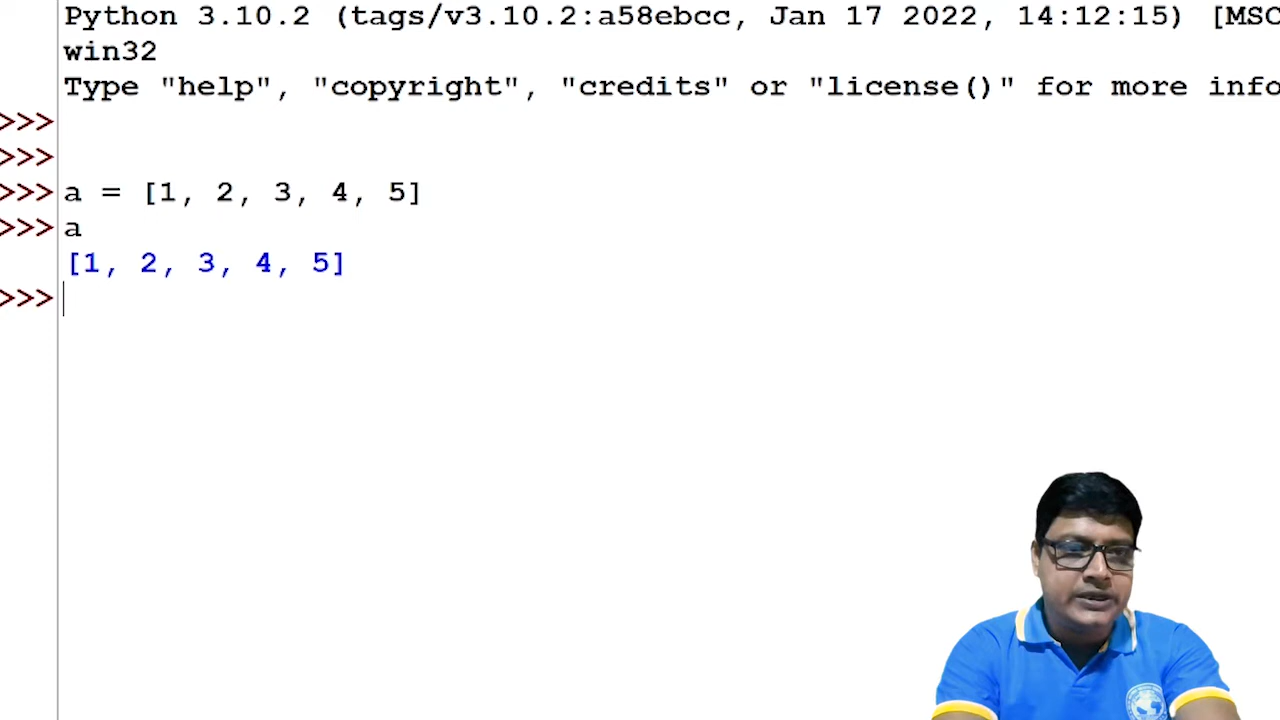 Python 3.10.2 (tags/v3.10.2:a58ebcc, Jan 17 2022, 14:12:15) [MSC
win32
Type "help", "copyright", "credits" or "license()" for more info
>>>
>>>
>>> a = [1, 2, 3, 4, 5]
>>> a
[1, 2, 3, 4, 5]
>>>